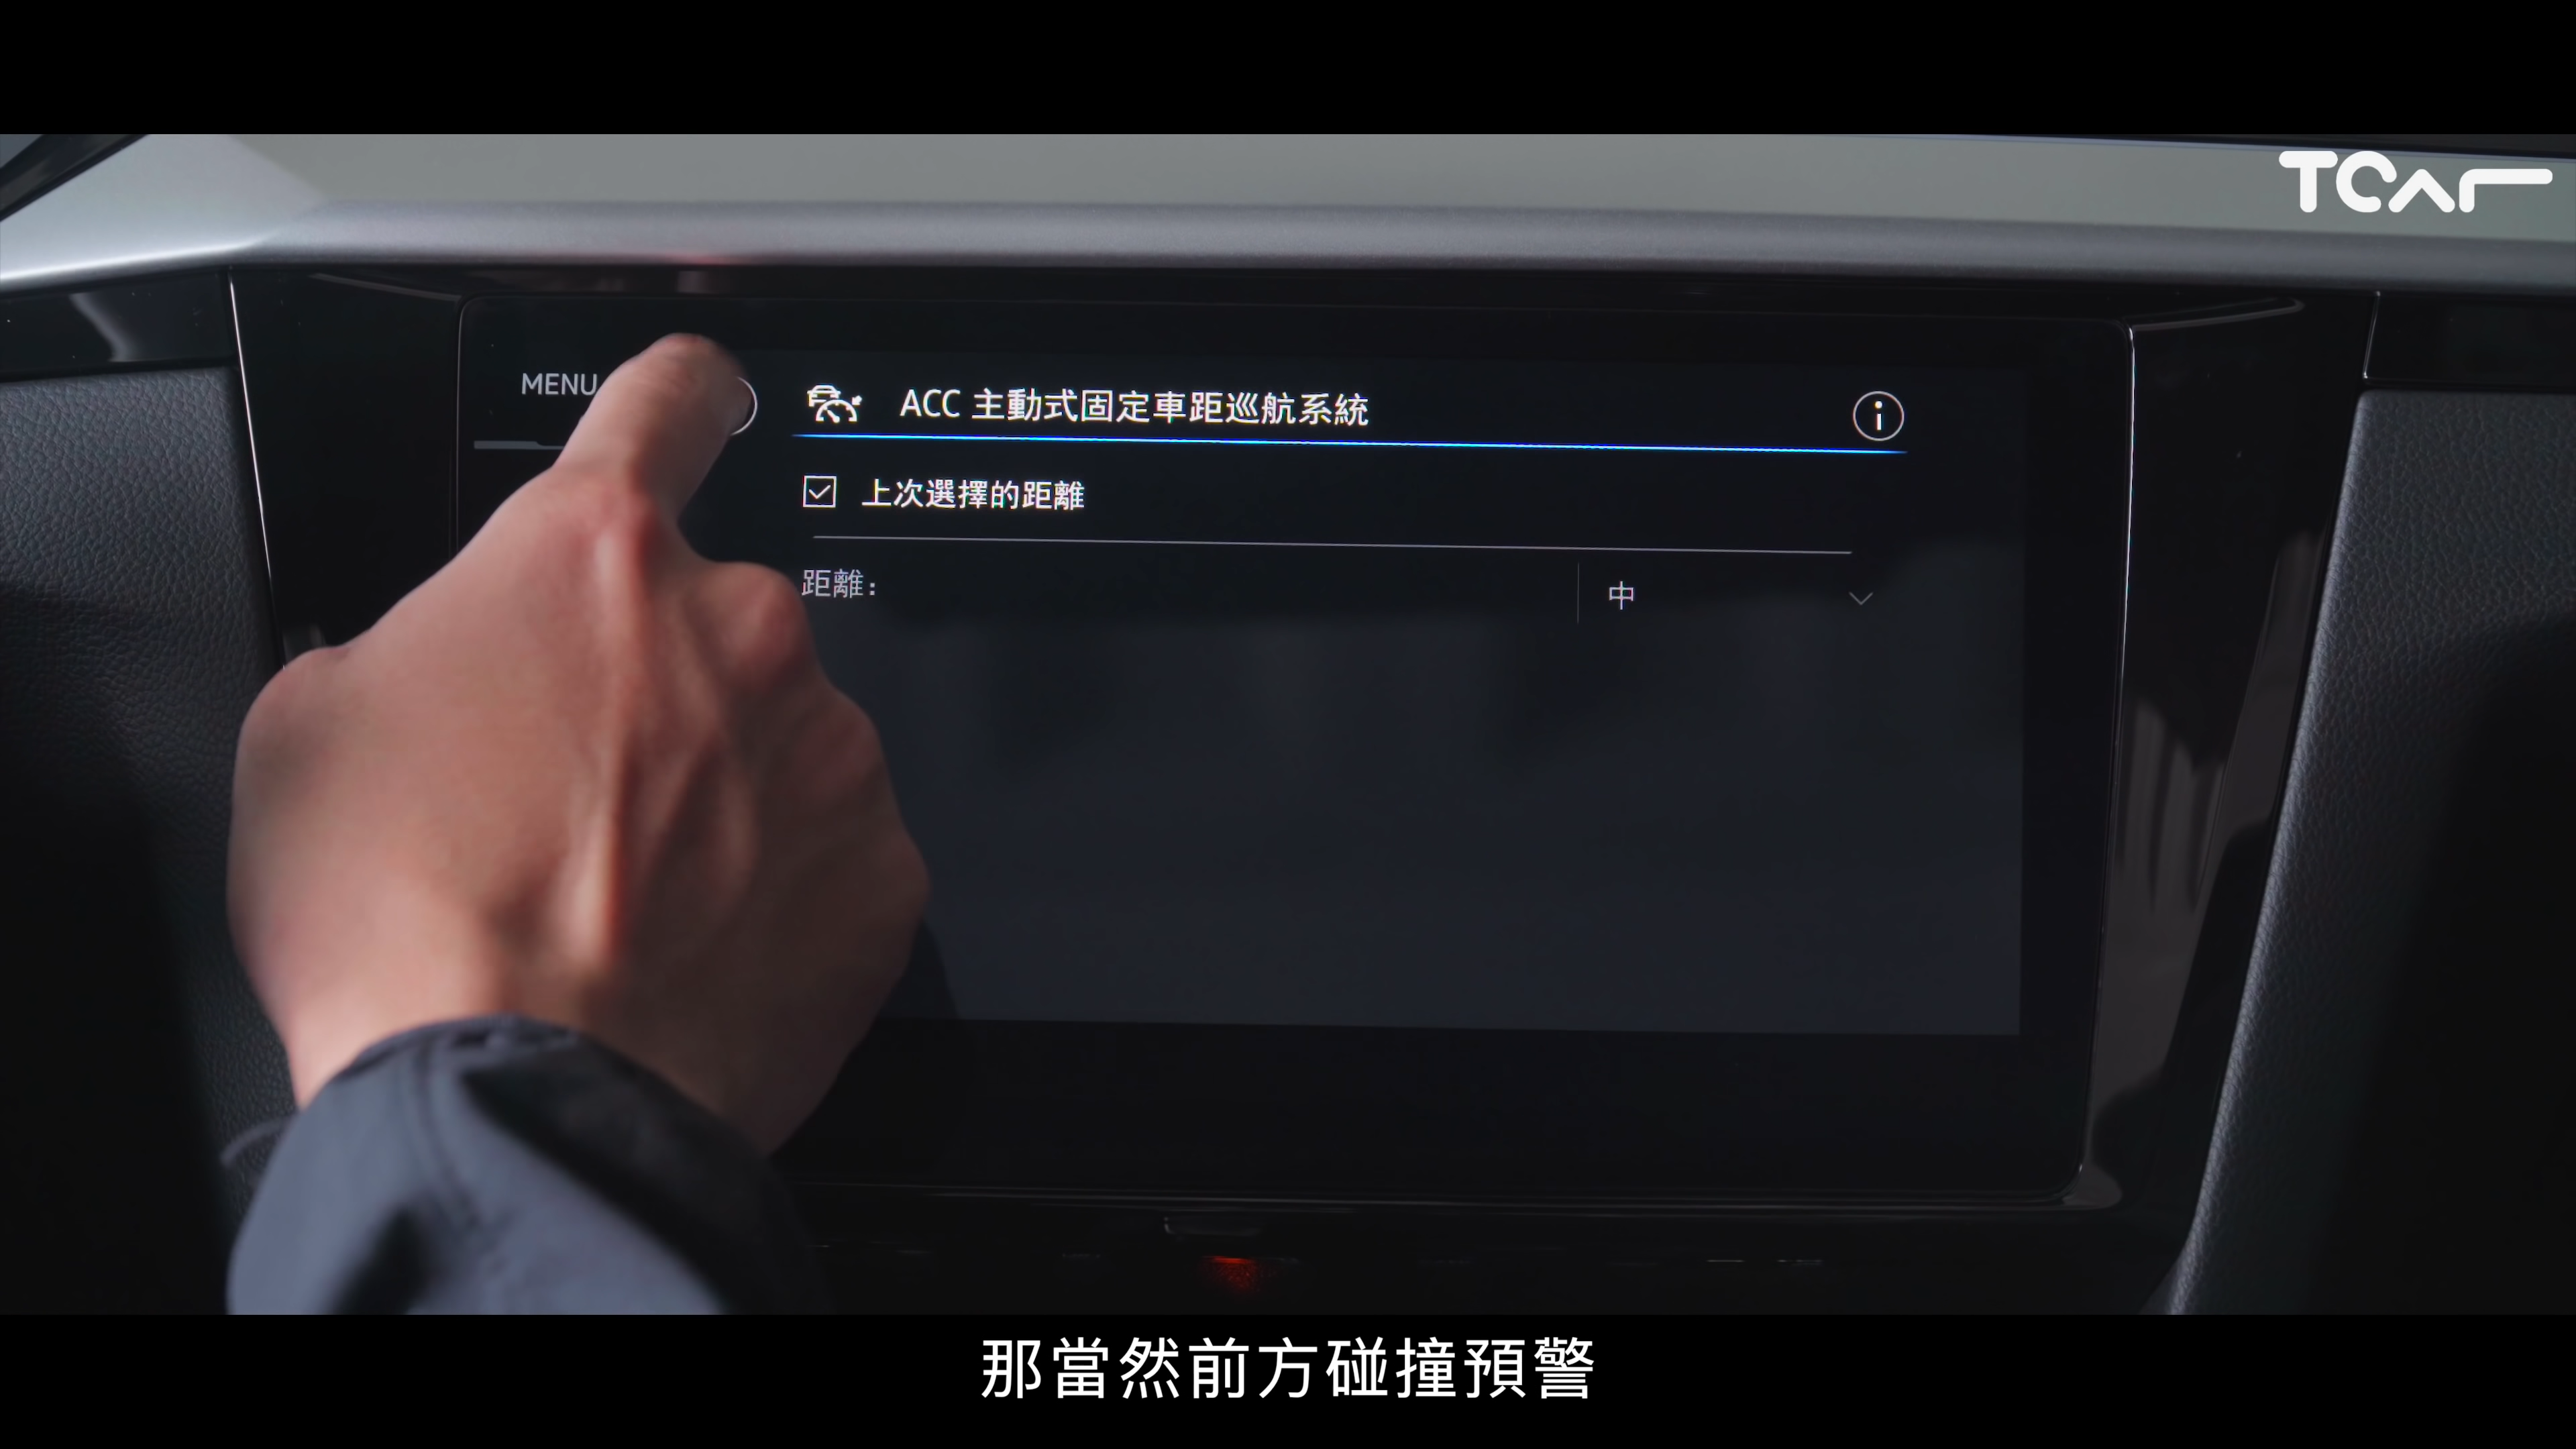 TCar
MENU
ACC 主動式固定車距巡航系統
上次選擇的距離
距離：
中
那當然前方碰撞預警